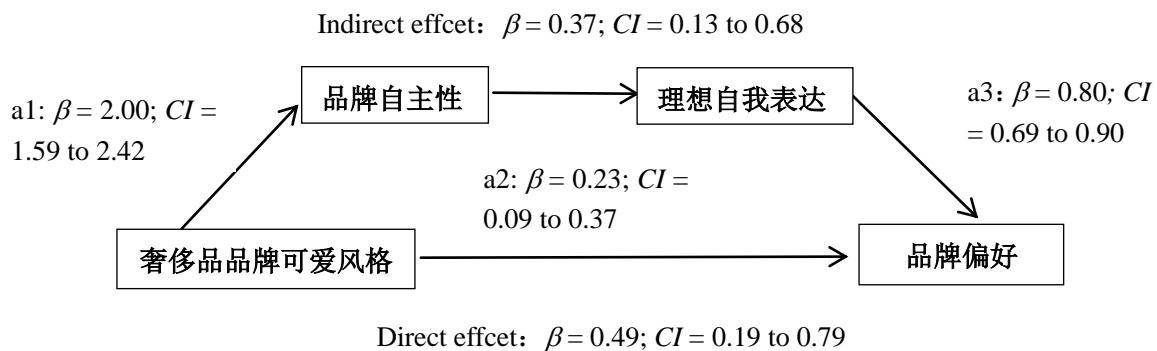 Indirect effcet：β = 0.37; CI = 0.13 to 0.68
品牌自主性
理想自我表达
a1: β = 2.00; CI =
1.59 to 2.42
a3：β = 0.80; CI
= 0.69 to 0.90
a2: β = 0.23; CI =
0.09 to 0.37
奢侈品品牌可爱风格
品牌偏好
Direct effcet：β = 0.49; CI = 0.19 to 0.79